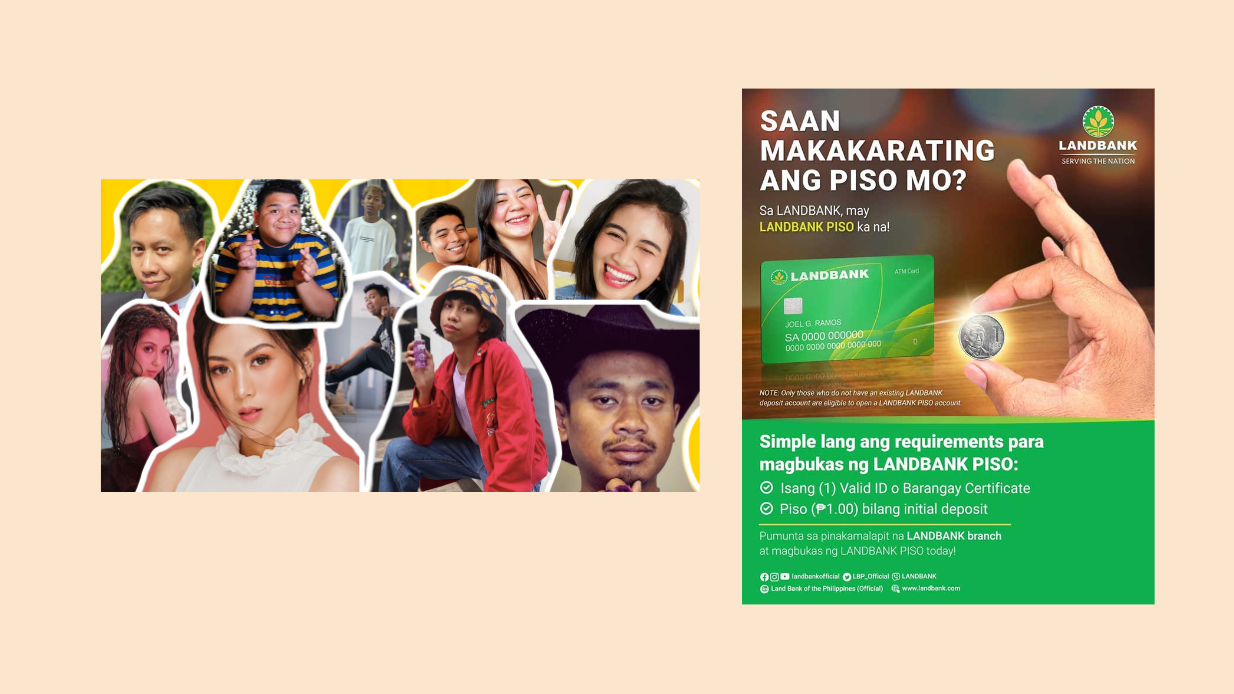 SAAN
MAKAKARATING
ANG PISO MO?
LANDBANK
SERVING THE NATION
Sa LANDBANK, may
LANDBANK PISO ka na!
LANDBANK
ATM Card
JOEL G. RAMOS
SA 0000 000000
0000 0000 0000 0000 000
0
1
NOTE: Only those who do not have an existing LANDBANK
deposit account are eligible to open a LANDBANK PISO account.
Simple lang ang requirements para
magbukas ng LANDBANK PISO:
Isang (1) Valid ID o Barangay Certificate
Piso (₱1.00) bilang initial deposit
Pumunta sa pinakamalapit na LANDBANK branch
at magbukas ng LANDBANK PISO today!
landbankofficial LBP_Official LANDBANK
Land Bank of the Philippines (Official) www.landbank.com